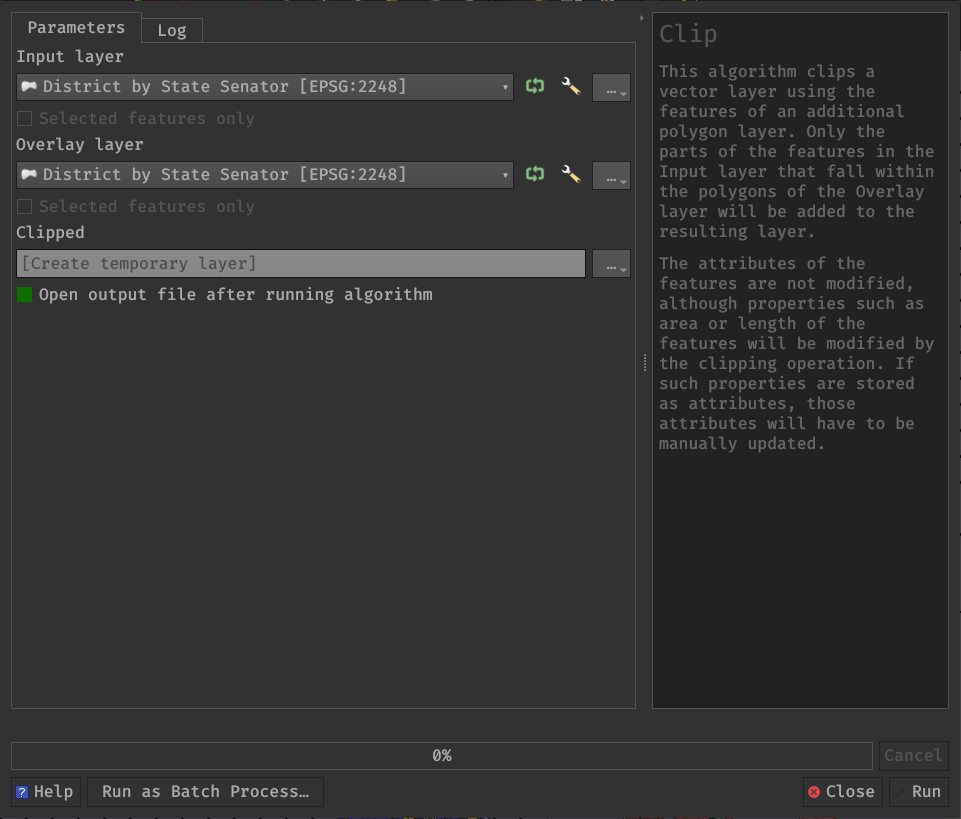 Parameters
Log
Input layer
District by State Senator [EPSG:2248]
…
Selected features only
Overlay layer
District by State Senator [EPSG:2248]
…
Selected features only
Clipped
[Create temporary layer]
…
Open output file after running algorithm
Clip
This algorithm clips a
vector layer using the
features of an additional
polygon layer. Only the
parts of the features in the
Input layer that fall within
the polygons of the Overlay
layer will be added to the
resulting layer.
The attributes of the
features are not modified,
although properties such as
area or length of the
features will be modified by
the clipping operation. If
such properties are stored
as attributes, those
attributes will have to be
manually updated.
0%
Cancel
? Help
Run as Batch Process…
Close
Run